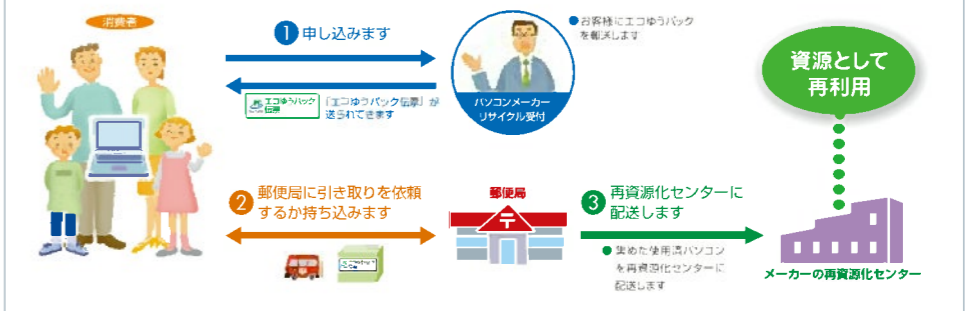 消費者
1 申し込みます
●お客様にエコゆうパック
を郵送します
エコゆうパック
伝票
「エコゆうパック伝票」が
送られてきます
パソコンメーカー
リサイクル受付
資源として
再利用
2 郵便局に引き取りを依頼
するか持ち込みます
郵便局
〒
3 再資源化センターに
配送します
●集めた使用済パソコン
を再資源化センターに
配送します
メーカーの再資源化センター